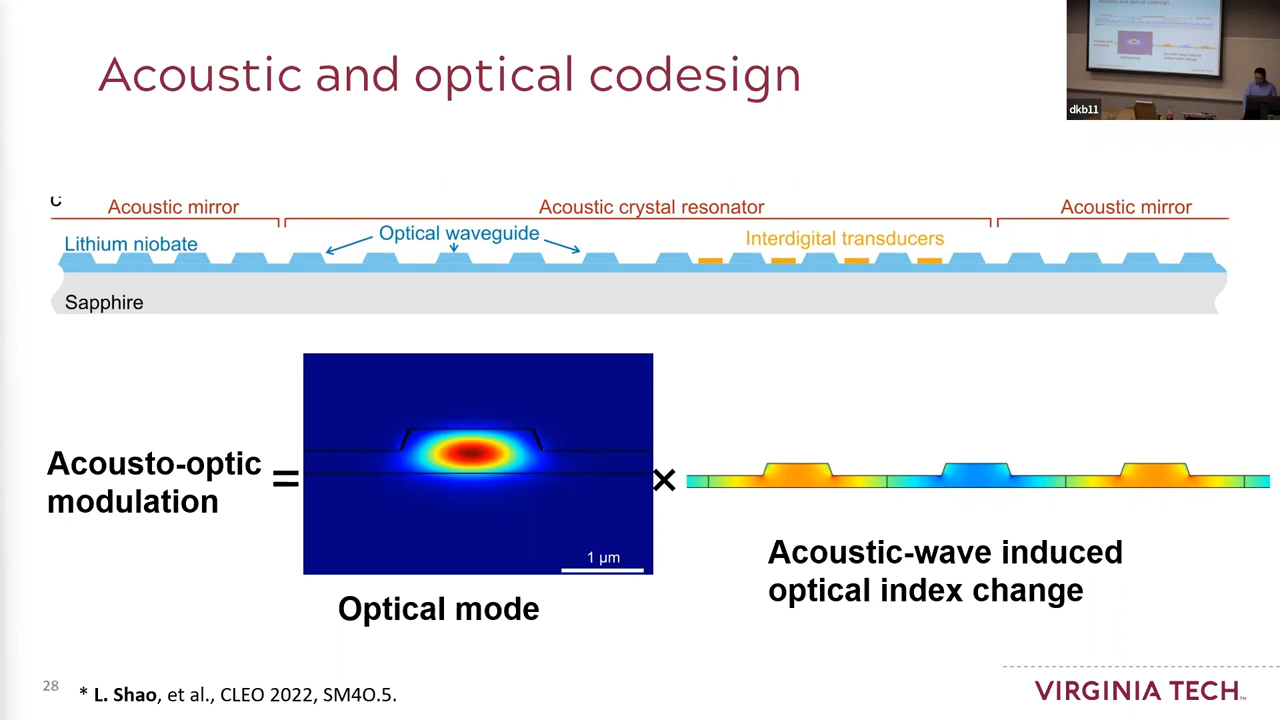 Acoustic and optical codesign
dkb11
Acoustic mirror
Acoustic crystal resonator
Acoustic mirror
Lithium niobate
Optical waveguide
Interdigital transducers
Sapphire
Acousto-optic
modulation
=
×
1 μm
Optical mode
Acoustic-wave induced
optical index change
28
* L. Shao, et al., CLEO 2022, SM4O.5.
VIRGINIA TECH